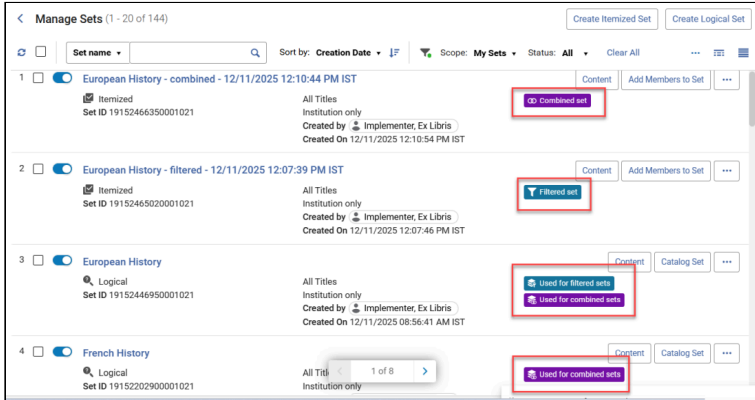 Manage Sets (1 - 20 of 144) Create Itemized Set Create Logical Set
Set name Sort by: Creation Date Scope: My Sets Status: All Clear All
1 European History - combined - 12/11/2025 12:10:44 PM IST Content Add Members to Set
Itemized All Titles Combined set
Set ID 19152466350001021 Institution only
Created by Implementer, Ex Libris
Created On 12/11/2025 12:10:54 PM IST
2 European History - filtered - 12/11/2025 12:07:39 PM IST Content Add Members to Set
Itemized All Titles Filtered set
Set ID 19152465020001021 Institution only
Created by Implementer, Ex Libris
Created On 12/11/2025 12:07:46 PM IST
3 European History Content Catalog Set
Logical All Titles Used for filtered sets
Set ID 19152446950001021 Institution only Used for combined sets
Created by Implementer, Ex Libris
Created On 12/11/2025 08:56:41 AM IST
4 French History Content Catalog Set
Logical All 1 of 8 Used for combined sets
Set ID 19152202900001021 Institution only